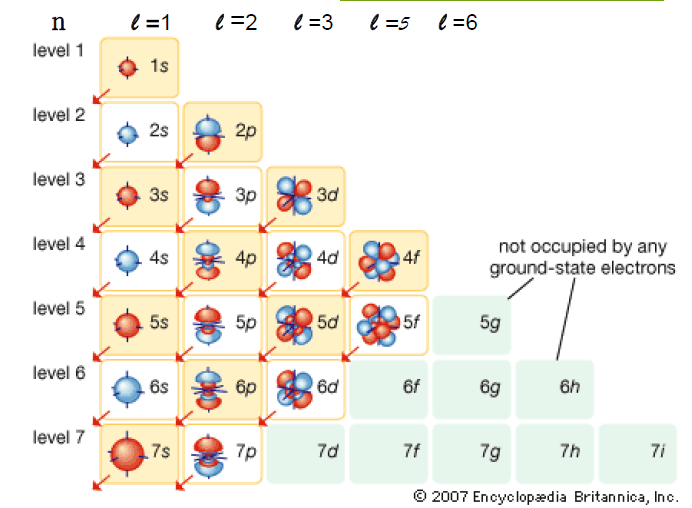 n ℓ=1 ℓ=2 ℓ=3 ℓ=5 ℓ=6
level 1 1s
level 2 2s 2p
level 3 3s 3p 3d
level 4 4s 4p 4d 4f
not occupied by any
ground-state electrons
level 5 5s 5p 5d 5f 5g
level 6 6s 6p 6d 6f 6g 6h
level 7 7s 7p 7d 7f 7g 7h 7i
© 2007 Encyclopædia Britannica, Inc.